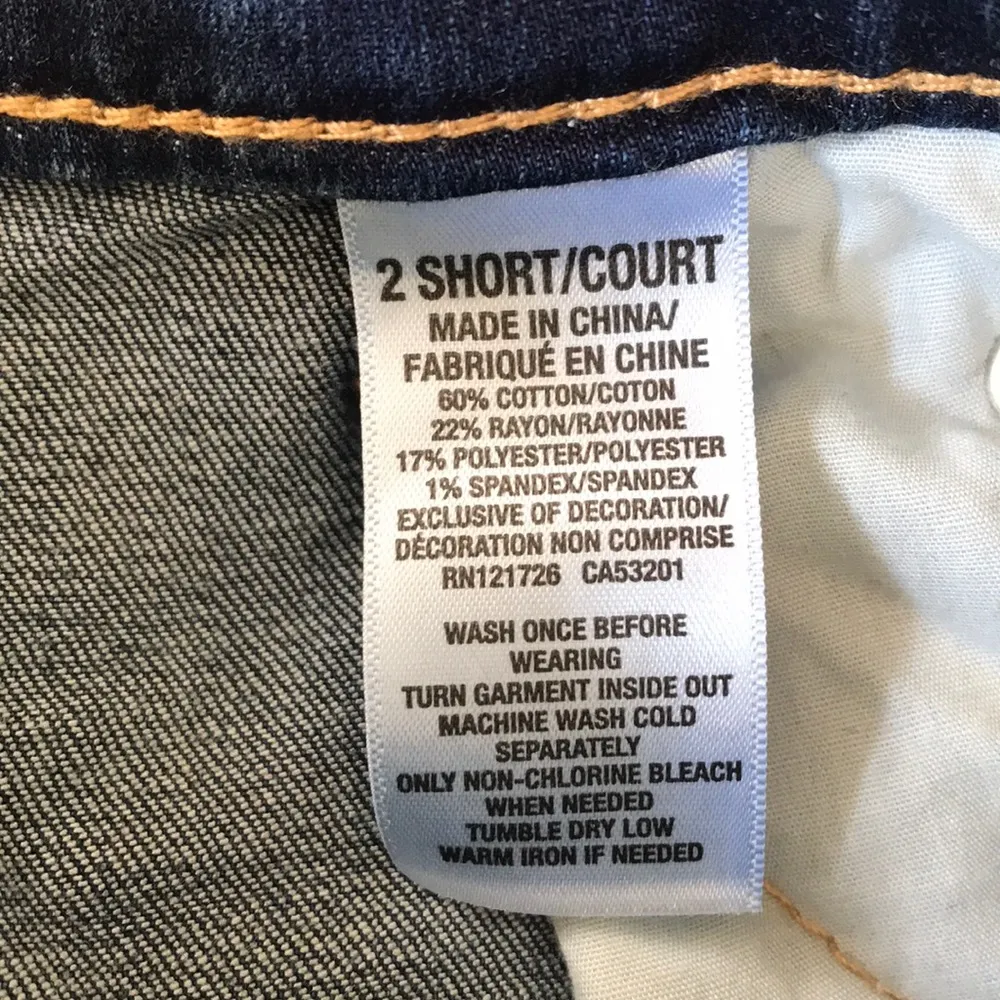 2 SHORT/COURT
MADE IN CHINA/
FABRIQUÉ EN CHINE
60% COTTON/COTON
22% RAYON/RAYONNE
17% POLYESTER/POLYESTER
1% SPANDEX/SPANDEX
EXCLUSIVE OF DECORATION/
DÉCORATION NON COMPRISE
RN121726 CA53201
WASH ONCE BEFORE
WEARING
TURN GARMENT INSIDE OUT
MACHINE WASH COLD
SEPARATELY
ONLY NON-CHLORINE BLEACH
WHEN NEEDED
TUMBLE DRY LOW
WARM IRON IF NEEDED